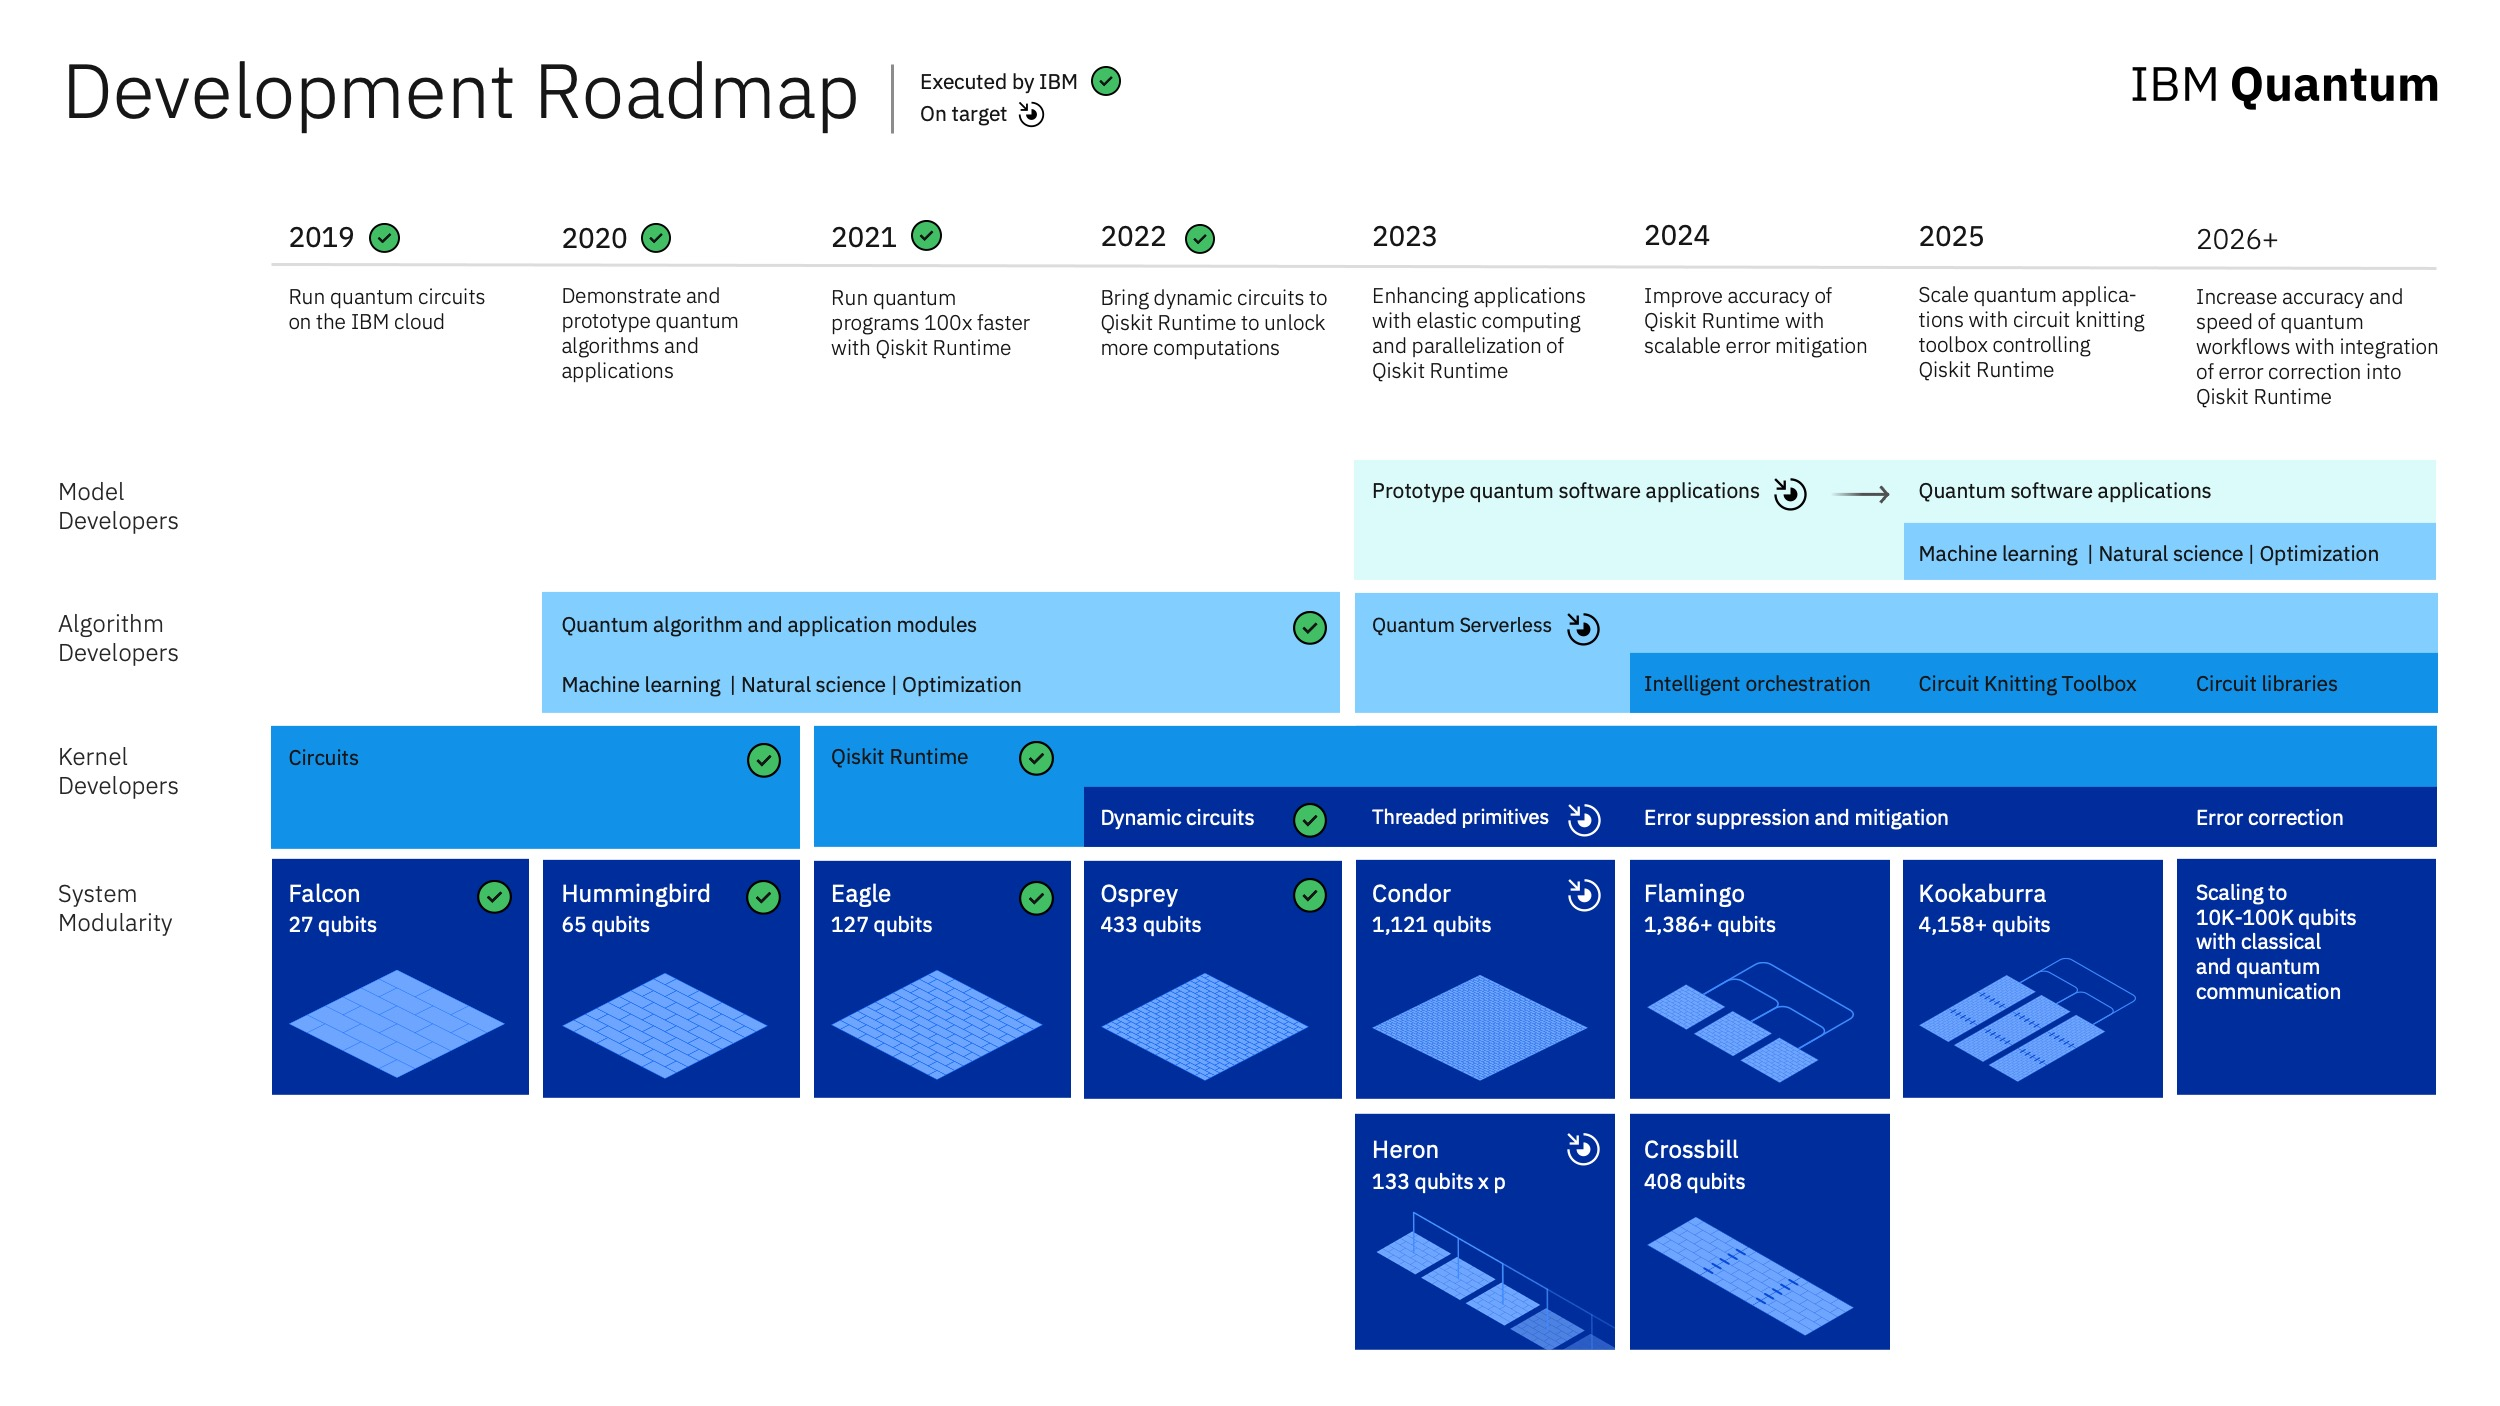 Development Roadmap
Executed by IBM
On target
IBM Quantum
2019
2020
2021
2022
2023
2024
2025
2026+
Run quantum circuits
on the IBM cloud
Demonstrate and
prototype quantum
algorithms and
applications
Run quantum
programs 100x faster
with Qiskit Runtime
Bring dynamic circuits to
Qiskit Runtime to unlock
more computations
Enhancing applications
with elastic computing
and parallelization of
Qiskit Runtime
Improve accuracy of
Qiskit Runtime with
scalable error mitigation
Scale quantum applica-
tions with circuit knitting
toolbox controlling
Qiskit Runtime
Increase accuracy and
speed of quantum
workflows with integration
of error correction into
Qiskit Runtime
Model
Developers
Prototype quantum software applications
Quantum software applications
Machine learning | Natural science | Optimization
Algorithm
Developers
Quantum algorithm and application modules
Machine learning | Natural science | Optimization
Quantum Serverless
Intelligent orchestration
Circuit Knitting Toolbox
Circuit libraries
Kernel
Developers
Circuits
Qiskit Runtime
Dynamic circuits
Threaded primitives
Error suppression and mitigation
Error correction
System
Modularity
Falcon
27 qubits
Hummingbird
65 qubits
Eagle
127 qubits
Osprey
433 qubits
Condor
1,121 qubits
Flamingo
1,386+ qubits
Kookaburra
4,158+ qubits
Scaling to
10K-100K qubits
with classical
and quantum
communication
Heron
133 qubits x p
Crossbill
408 qubits